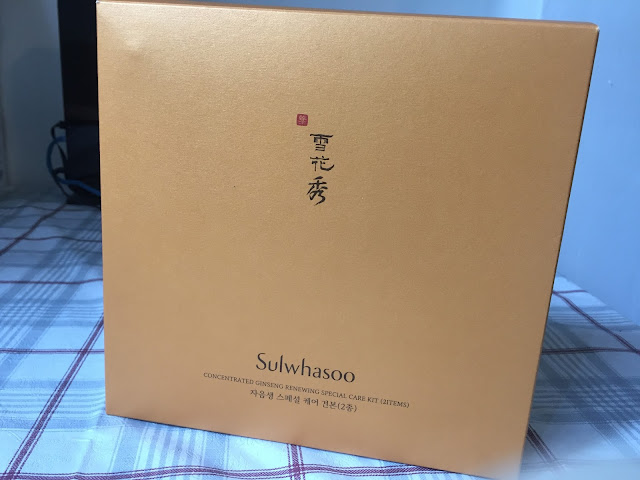 雪
花
秀
Sulwhasoo
CONCENTRATED GINSENG RENEWING SPECIAL CARE KIT (2ITEMS)
자음생 스페셜 케어 견본(2종)